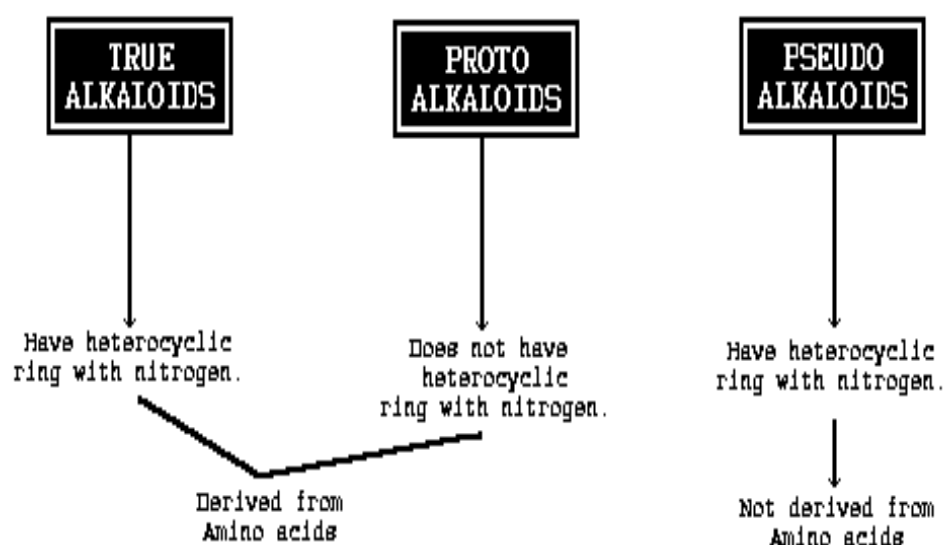 TRUE
ALKALOIDS
PROTO
ALKALOIDS
PSEUDO
ALKALOIDS
Have heterocyclic
ring with nitrogen.
Does not have
heterocyclic
ring with nitrogen.
Have heterocyclic
ring with nitrogen.
Derived from
Amino acids
Not derived from
Amino acids